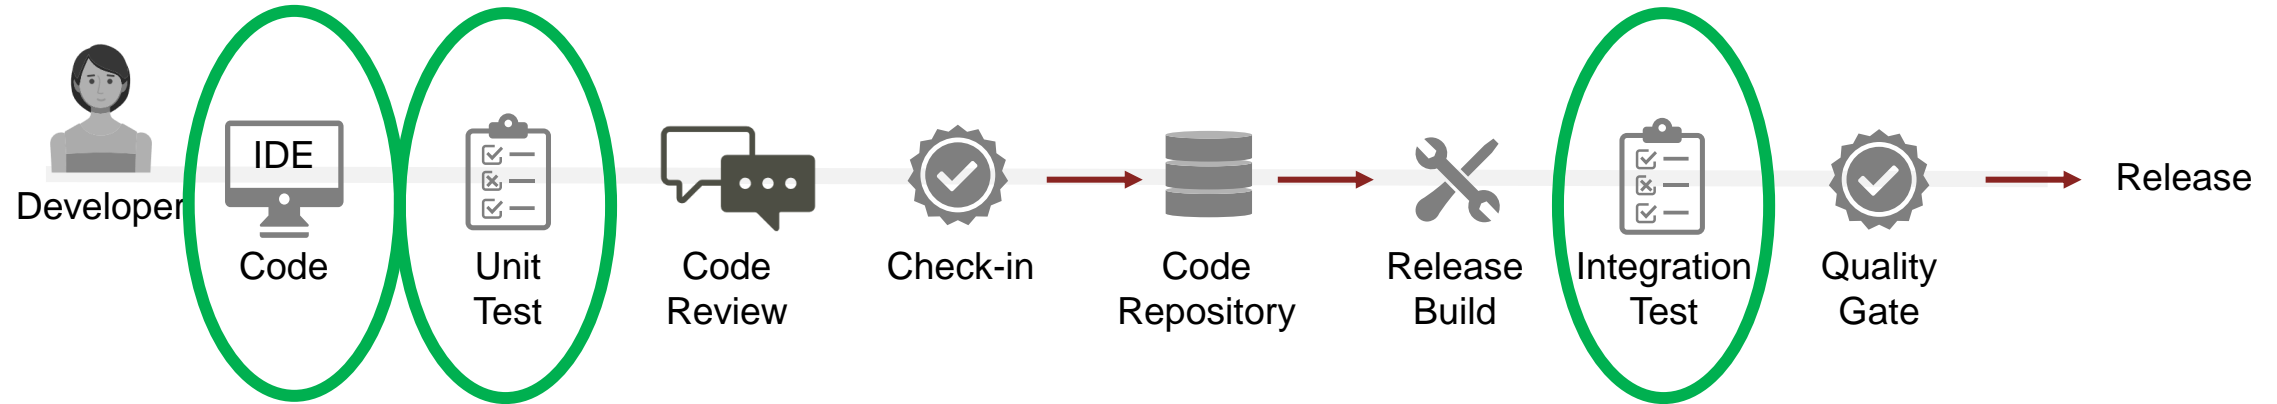 Developer
IDE
Code
Unit
Test
Code
Review
Check-in
Code
Repository
Release
Build
Integration
Test
Quality
Gate
Release